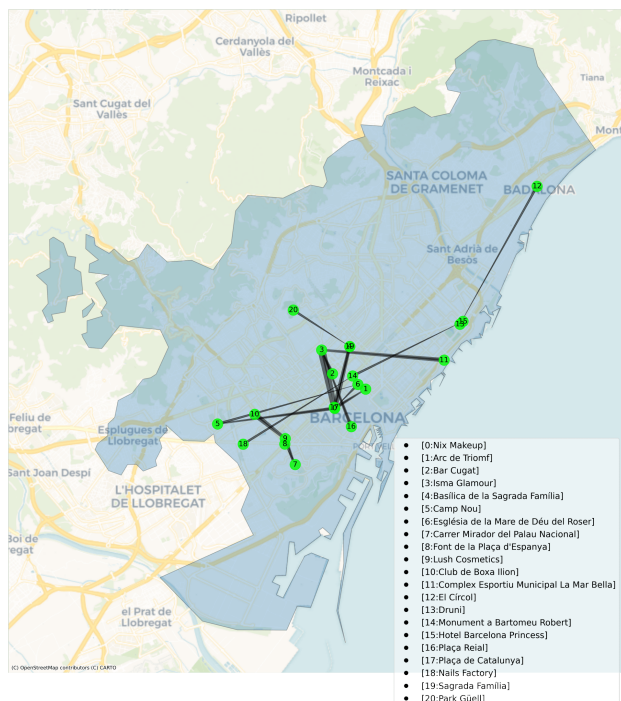 Ripollet
Cerdanyola del
Vallès
Montcada i
Reixac
Tiana
Sant Cugat del
Vallès
Mont
SANTA COLOMA
DE GRAMENET
BADALONA
12
Sant Adrià de
Besòs
20
15
3
11
2
14
6
1
17
10
5
BARCELONA
16
Feliu de
bregat
Esplugues de
Llobregat
18
9
8
7
Sant Joan Despí
L'HOSPITALET
DE LLOBREGAT
Boi de
egat
el Prat de
Llobregat
[0:Nix Makeup]
[1:Arc de Triomf]
[2:Bar Cugat]
[3:Isma Glamour]
[4:Basílica de la Sagrada Família]
[5:Camp Nou]
[6:Església de la Mare de Déu del Roser]
[7:Carrer Mirador del Palau Nacional]
[8:Font de la Plaça d'Espanya]
[9:Lush Cosmetics]
[10:Club de Boxa Ilion]
[11:Complex Esportiu Municipal La Mar Bella]
[12:El Círcol]
[13:Druni]
[14:Monument a Bartomeu Robert]
[15:Hotel Barcelona Princess]
[16:Plaça Reial]
[17:Plaça de Catalunya]
[18:Nails Factory]
[19:Sagrada Família]
[20:Park Güell]
(C) OpenStreetMap contributors (C) CARTO